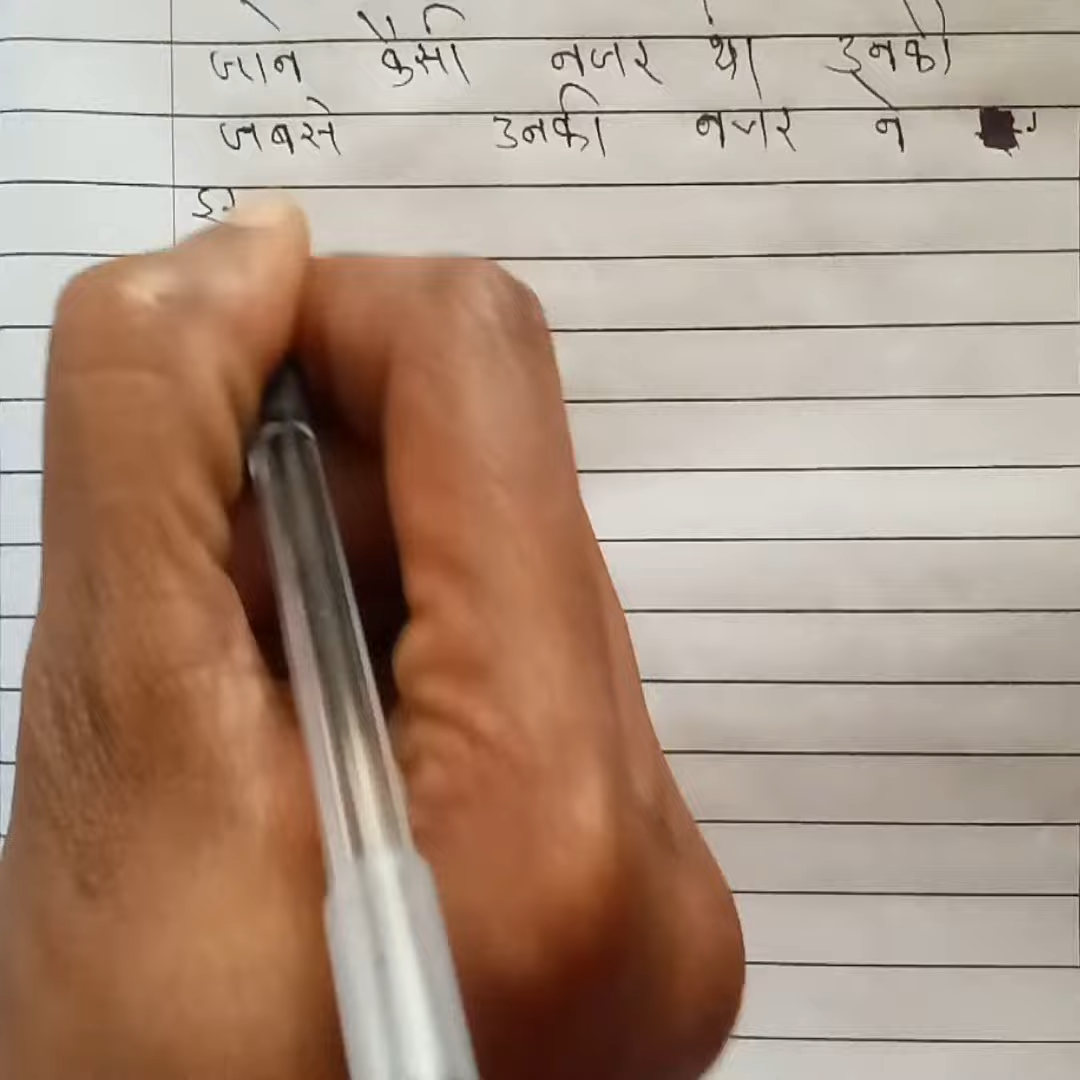 जाने कैसी नजर थी उनकी
जबसे उनकी नजर ने